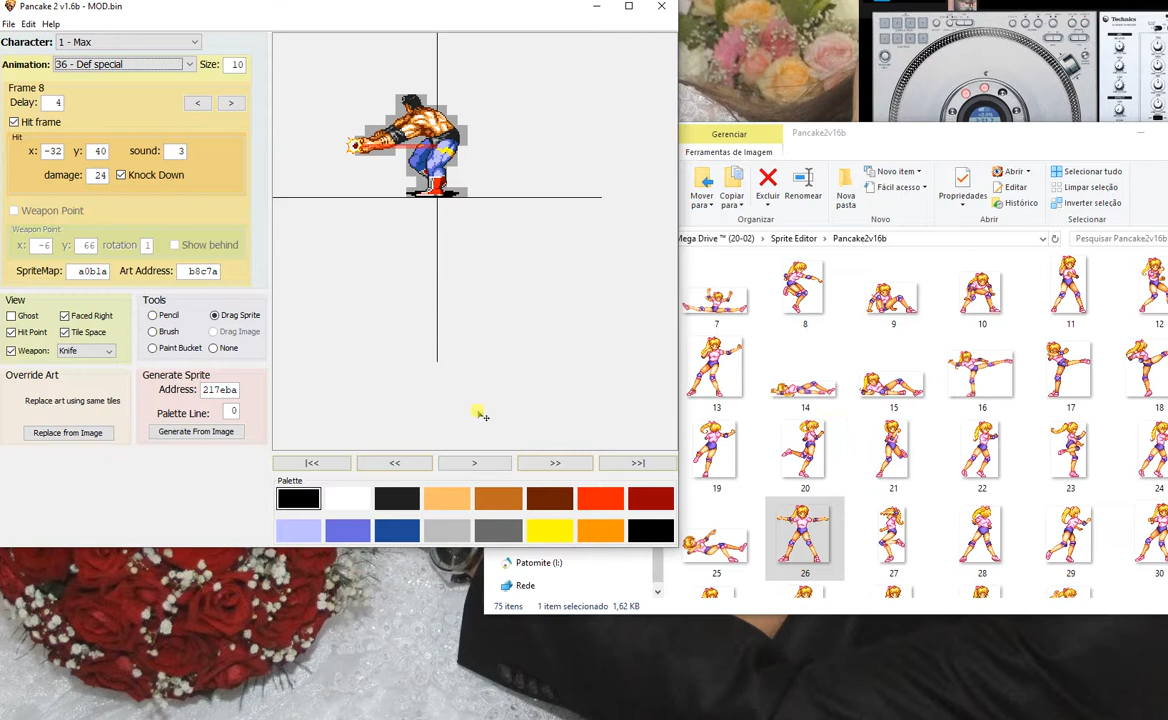 Pancake 2 v1.6b - MOD.bin
File Edit Help
Character: 1 - Max
Animation: 36 - Def special Size: 10
Frame 8
Delay: 4 < >
Hit frame
Hit
x: -32 y: 40 sound: 3
damage: 24 Knock Down
Weapon Point
Weapon Point
x: -6 y: 66 rotation 1 Show behind
SpriteMap: a0b1a Art Address: b8c7a
View
Ghost Faced Right
Hit Point Tile Space
Weapon: Knife
Tools
Pencil Drag Sprite
Brush Drag Image
Paint Bucket None
Override Art
Replace art using same tiles
Replace from Image
Generate Sprite
Address: 217eba
Palette Line: 0
Generate From Image
|<< << > >> >>|
Palette
Technics
Gerenciar Pancake2v16b
Ferramentas de Imagem
Mover para Copiar para Excluir Renomear
Organizar
Nova pasta
Novo item
Fácil acesso
Novo
Propriedades
Abrir
Editar
Histórico
Abrir
Selecionar tudo
Limpar seleção
Inverter seleção
Selecionar
Mega Drive ™ (20-02) Sprite Editor Pancake2v16b
Pesquisar Pancake2v16b
7 8 9 10 11 12
13 14 15 16 17 18
19 20 21 22 23 24
25 26 27 28 29 30
Patomite (I:)
Rede
75 itens 1 item selecionado 1,62 KB